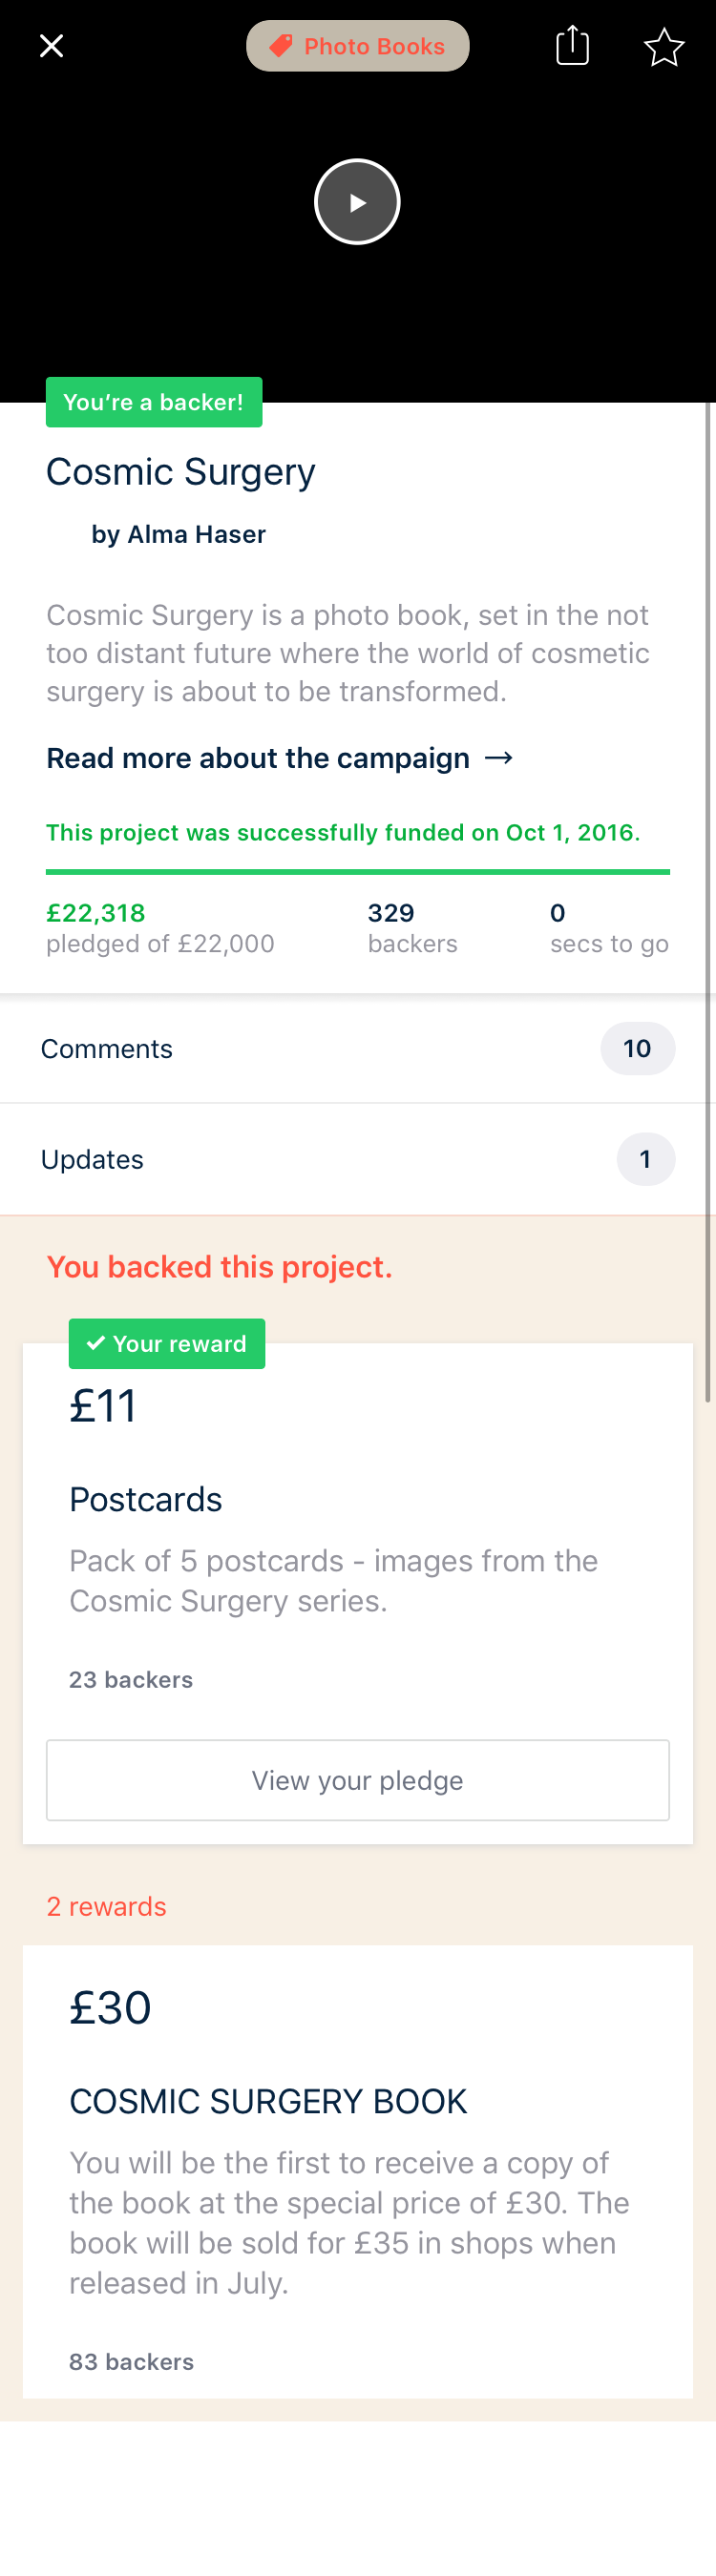 Photo Books
You’re a backer!
Cosmic Surgery
by Alma Haser
Cosmic Surgery is a photo book, set in the not
too distant future where the world of cosmetic
surgery is about to be transformed.
Read more about the campaign →
This project was successfully funded on Oct 1, 2016.
£22,318
pledged of £22,000
329
backers
0
secs to go
Comments
10
Updates
1
You backed this project.
✓ Your reward
£11
Postcards
Pack of 5 postcards - images from the
Cosmic Surgery series.
23 backers
View your pledge
2 rewards
£30
COSMIC SURGERY BOOK
You will be the first to receive a copy of
the book at the special price of £30. The
book will be sold for £35 in shops when
released in July.
83 backers